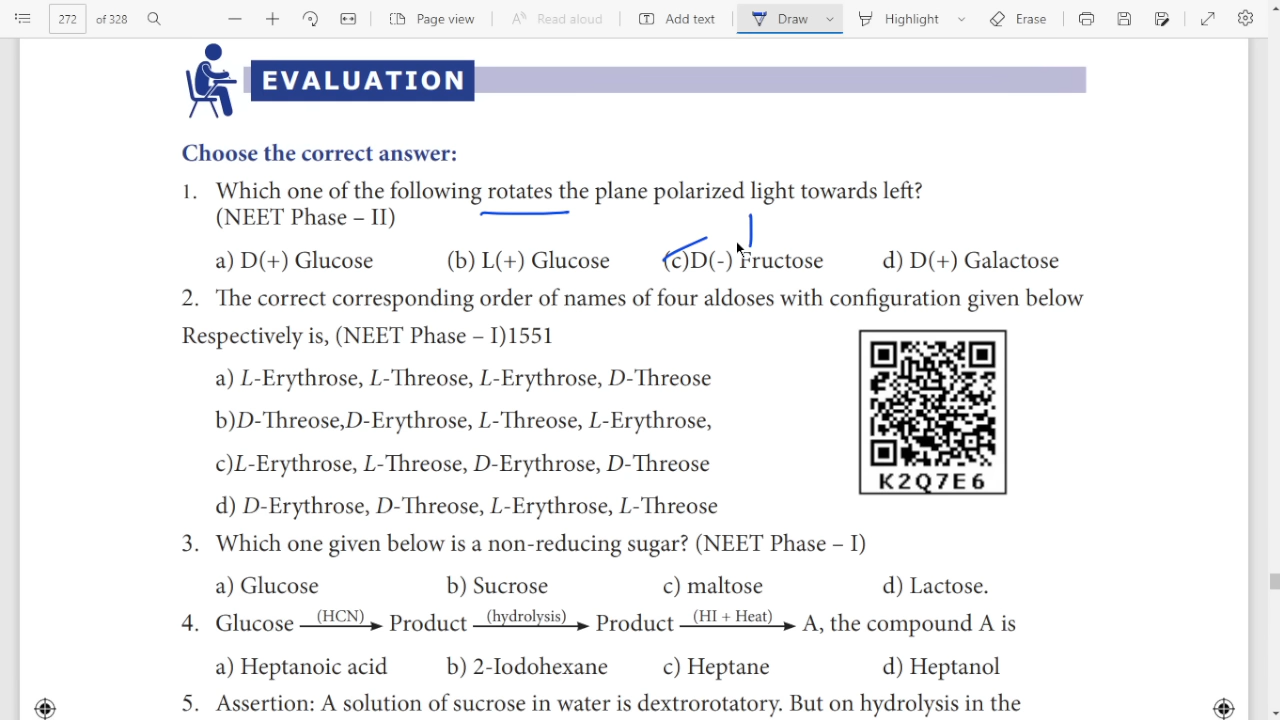 272 of 328 Page view Read aloud Add text Draw Highlight Erase
EVALUATION
Choose the correct answer:
1. Which one of the following rotates the plane polarized light towards left?
(NEET Phase – II)
a) D(+) Glucose (b) L(+) Glucose (c)D(-) Fructose d) D(+) Galactose
2. The correct corresponding order of names of four aldoses with configuration given below
Respectively is, (NEET Phase – I)1551
a) L-Erythrose, L-Threose, L-Erythrose, D-Threose
b)D-Threose,D-Erythrose, L-Threose, L-Erythrose,
c)L-Erythrose, L-Threose, D-Erythrose, D-Threose
d) D-Erythrose, D-Threose, L-Erythrose, L-Threose
K2Q7E6
3. Which one given below is a non-reducing sugar? (NEET Phase – I)
a) Glucose b) Sucrose c) maltose d) Lactose.
4. Glucose (HCN) Product (hydrolysis) Product (HI + Heat) A, the compound A is
a) Heptanoic acid b) 2-Iodohexane c) Heptane d) Heptanol
5. Assertion: A solution of sucrose in water is dextrorotatory. But on hydrolysis in the